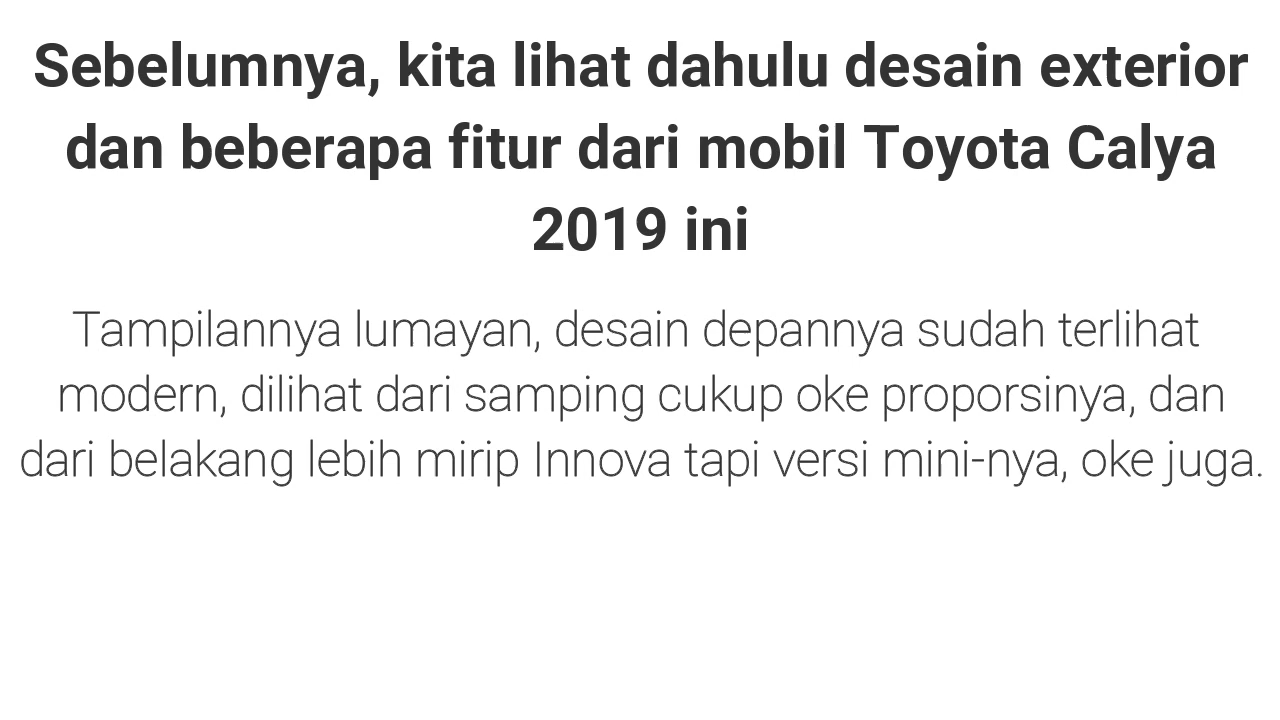 Sebelumnya, kita lihat dahulu desain exterior
dan beberapa fitur dari mobil Toyota Calya
2019 ini
Tampilannya lumayan, desain depannya sudah terlihat
modern, dilihat dari samping cukup oke proporsinya, dan
dari belakang lebih mirip Innova tapi versi mini-nya, oke juga.